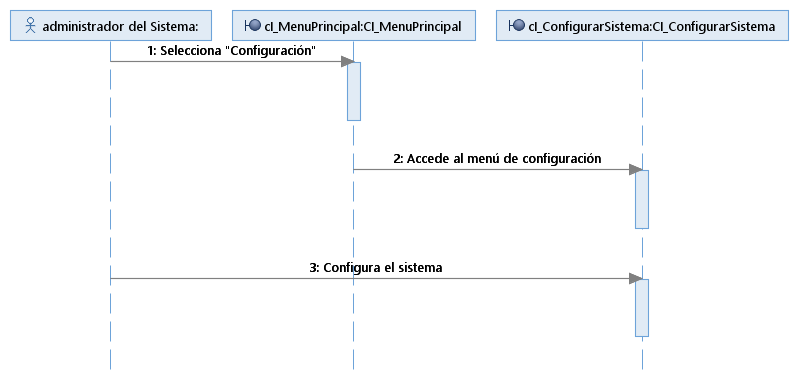 administrador del Sistema:
cI_MenuPrincipal:CI_MenuPrincipal
cI_ConfigurarSistema:CI_ConfigurarSistema
1: Selecciona "Configuración"
2: Accede al menú de configuración
3: Configura el sistema